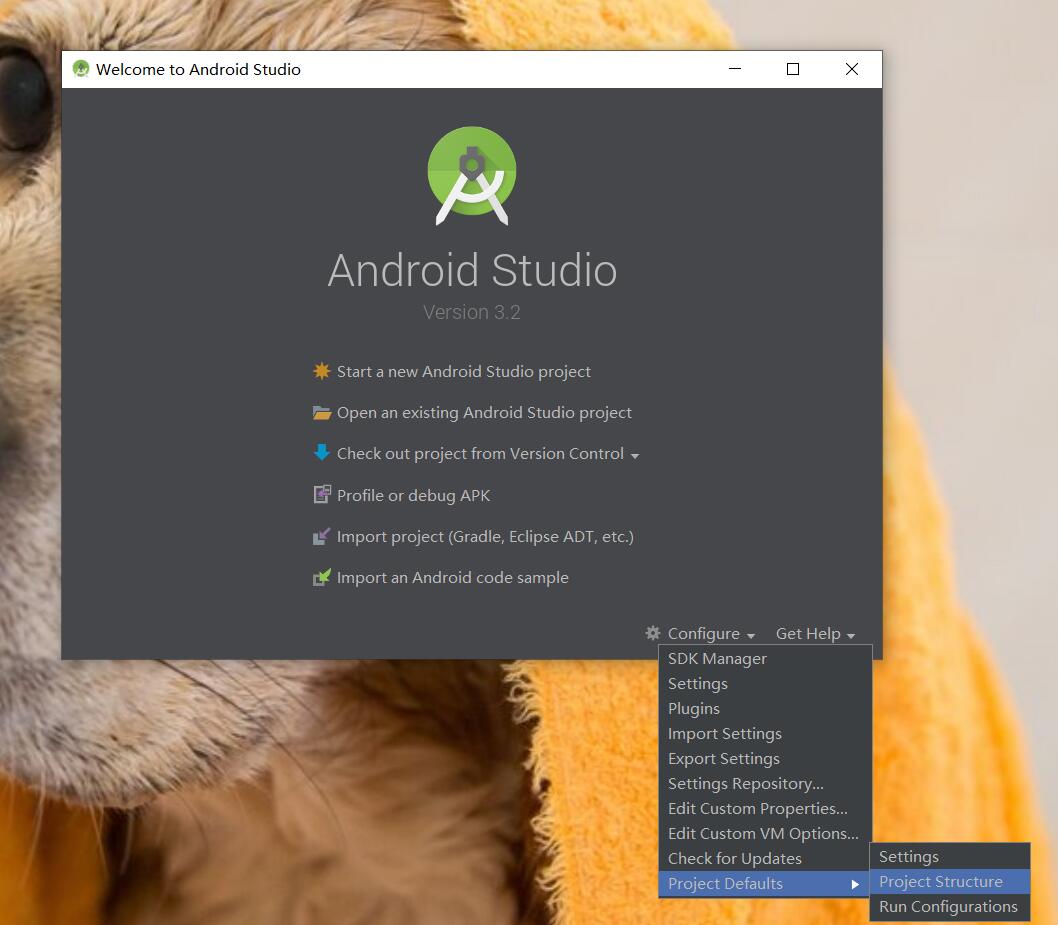 Welcome to Android Studio
Android Studio
Version 3.2
Start a new Android Studio project
Open an existing Android Studio project
Check out project from Version Control
Profile or debug APK
Import project (Gradle, Eclipse ADT, etc.)
Import an Android code sample
Configure Get Help
SDK Manager
Settings
Plugins
Import Settings
Export Settings
Settings Repository...
Edit Custom Properties...
Edit Custom VM Options...
Check for Updates
Project Defaults
Settings
Project Structure
Run Configurations